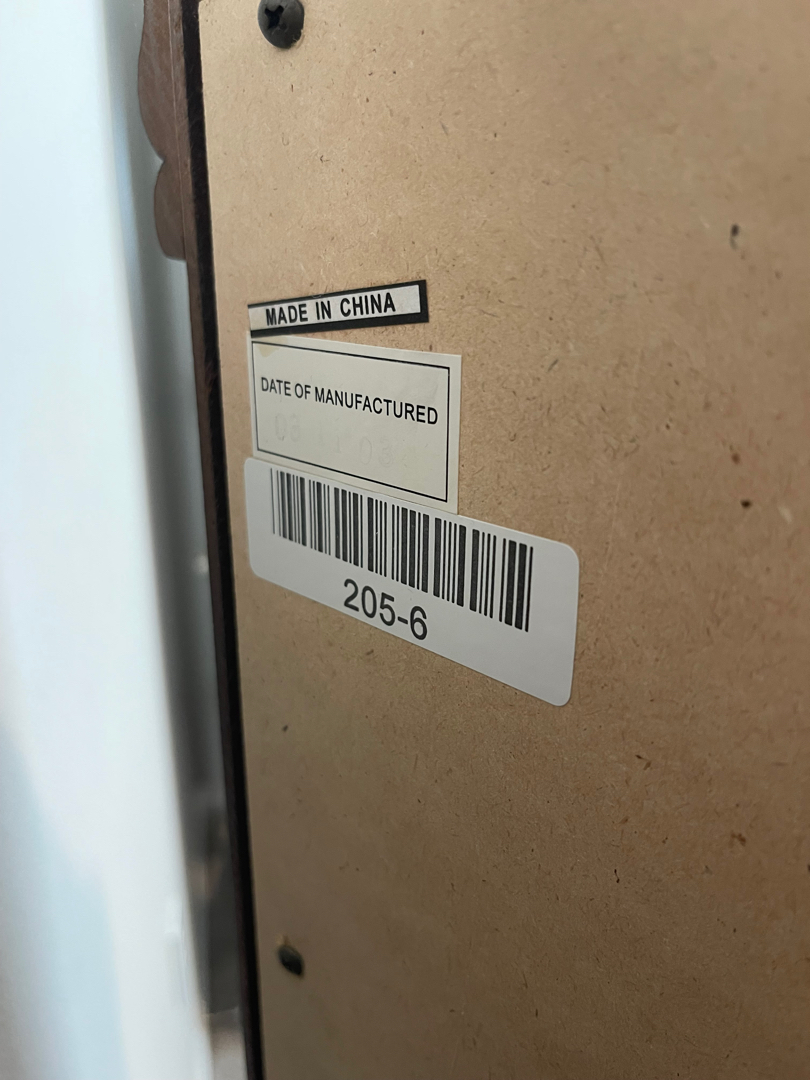 MADE IN CHINA
DATE OF MANUFACTURED
205-6